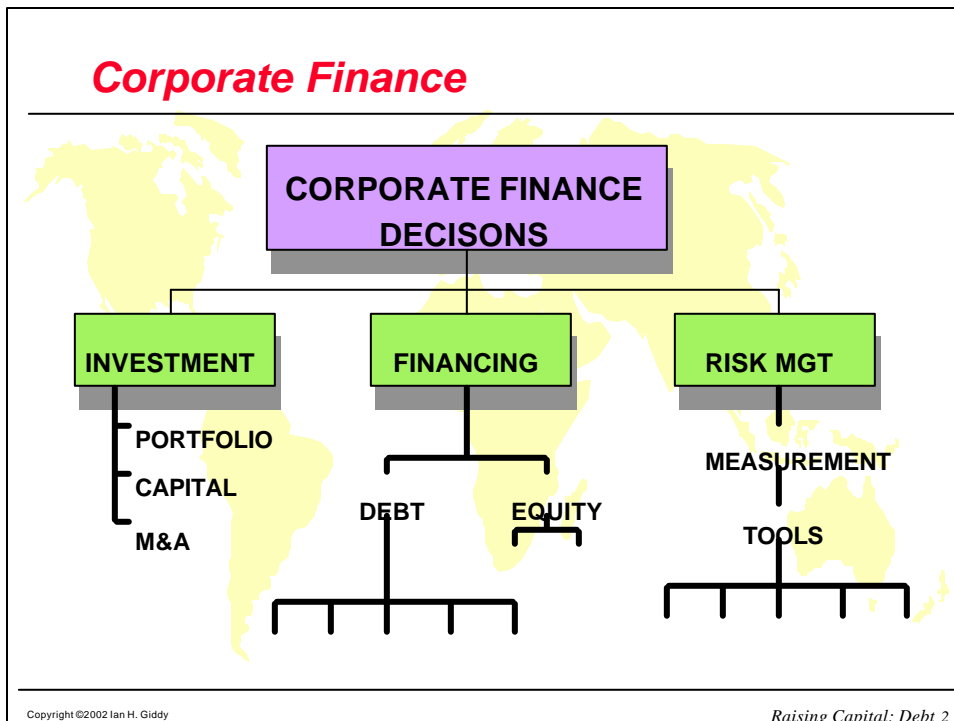 Corporate Finance
CORPORATE FINANCE
DECISONS
INVESTMENT
FINANCING
RISK MGT
PORTFOLIO
CAPITAL
M&A
DEBT
EQUITY
MEASUREMENT
TOOLS
Copyright ©2002 Ian H. Giddy
Raising Capital: Debt 2